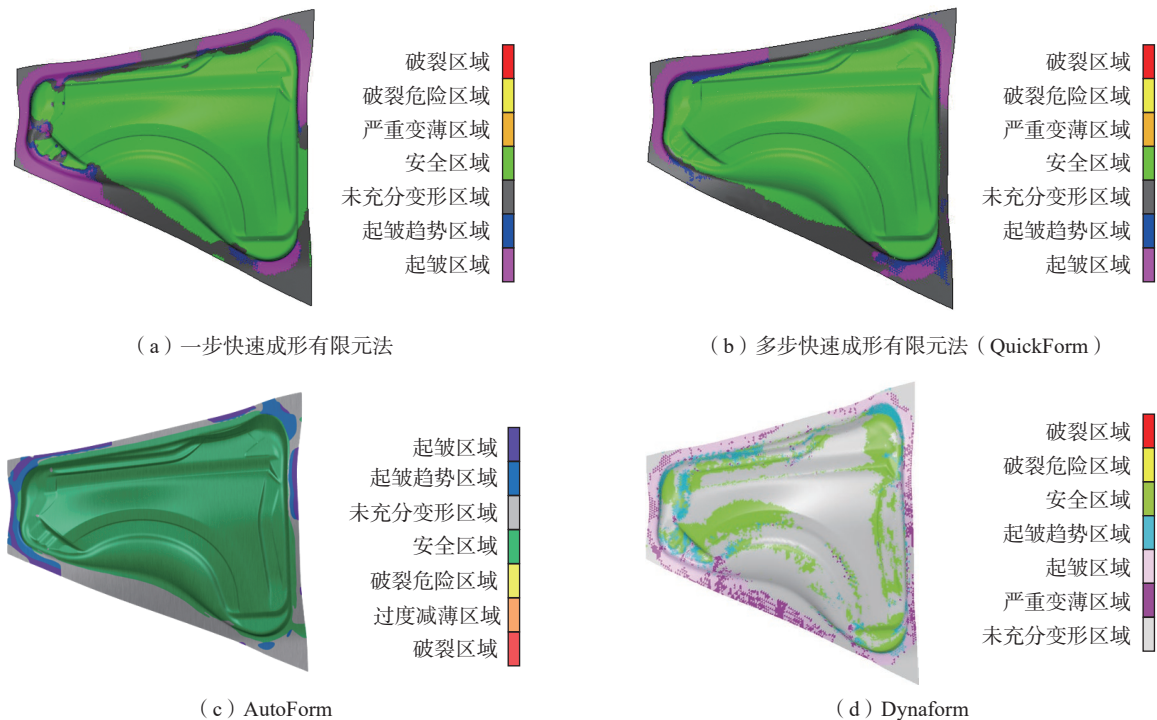 破裂区域
破裂危险区域
严重变薄区域
安全区域
未充分变形区域
起皱趋势区域
起皱区域
（a）一步快速成形有限元法
破裂区域
破裂危险区域
严重变薄区域
安全区域
未充分变形区域
起皱趋势区域
起皱区域
（b）多步快速成形有限元法（QuickForm）
起皱区域
起皱趋势区域
未充分变形区域
安全区域
破裂危险区域
过度减薄区域
破裂区域
（c）AutoForm
破裂区域
破裂危险区域
安全区域
起皱趋势区域
起皱区域
严重变薄区域
未充分变形区域
（d）Dynaform